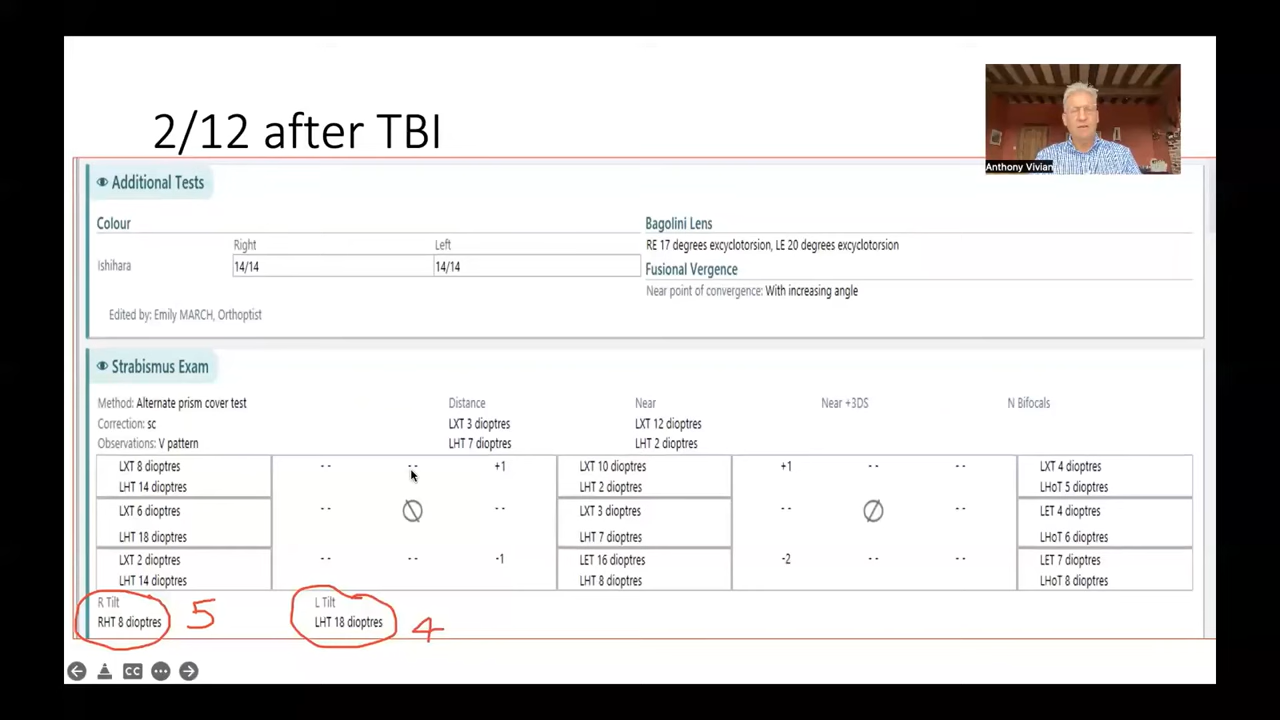 2/12 after TBI
Anthony Vivian
Additional Tests
Colour
Right Left
Ishihara 14/14 14/14
Edited by: Emily MARCH, Orthoptist
Bagolini Lens
RE 17 degrees excyclotorsion, LE 20 degrees excyclotorsion
Fusional Vergence
Near point of convergence: With increasing angle
Strabismus Exam
Method: Alternate prism cover test
Correction: sc
Observations: V pattern
Distance
LXT 3 dioptres
LHT 7 dioptres
Near
LXT 12 dioptres
LHT 2 dioptres
Near +3DS
N Bifocals
LXT 8 dioptres -- -- +1 LXT 10 dioptres +1 -- -- LXT 4 dioptres
LHT 14 dioptres LHT 2 dioptres LHoT 5 dioptres
LXT 6 dioptres -- -- LXT 3 dioptres -- -- LET 4 dioptres
LHT 18 dioptres LHT 7 dioptres LHoT 6 dioptres
LXT 2 dioptres -- -- -1 LET 16 dioptres -2 -- -- LET 7 dioptres
LHT 14 dioptres LHT 8 dioptres LHoT 8 dioptres
R Tilt L Tilt
RHT 8 dioptres 5 LHT 18 dioptres 4
CC